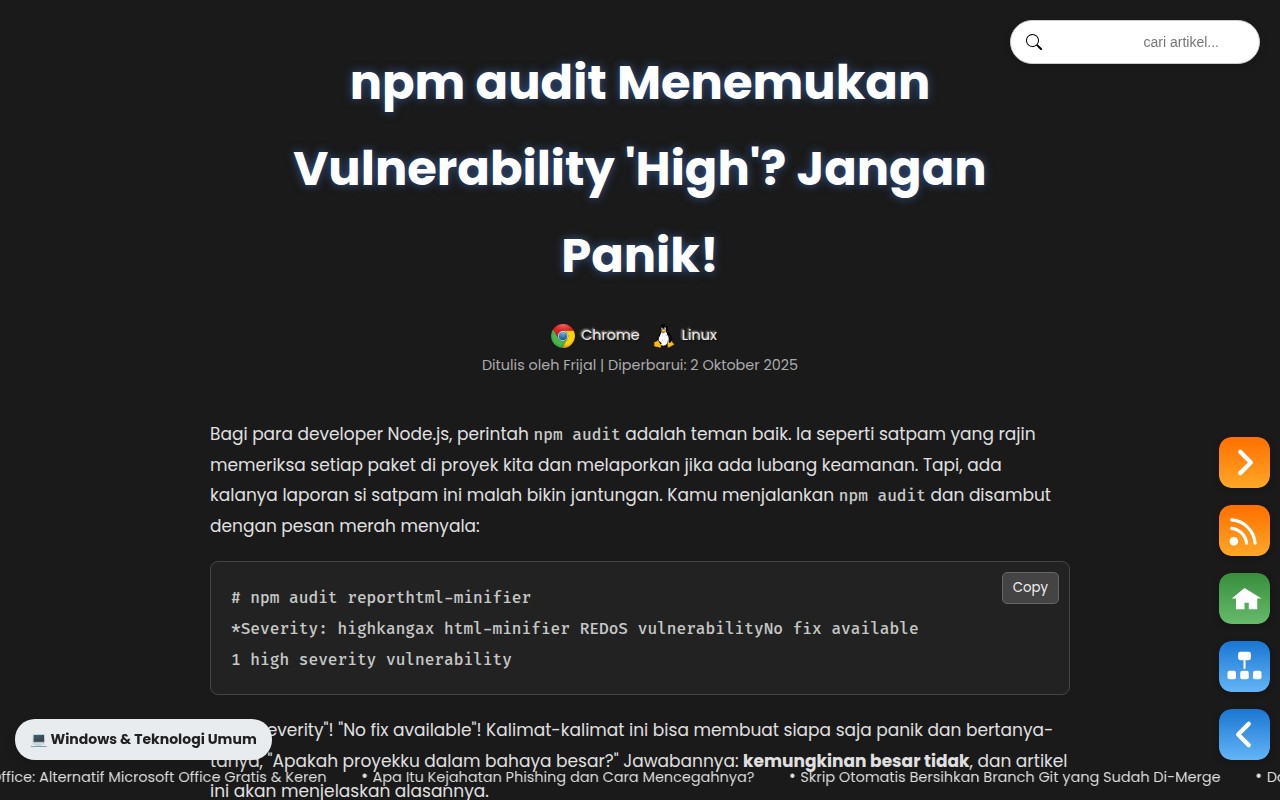 cari artikel...
npm audit Menemukan
Vulnerability 'High'? Jangan
Panik!
Chrome Linux
Ditulis oleh Frijal | Diperbarui: 2 Oktober 2025
Bagi para developer Node.js, perintah npm audit adalah teman baik. Ia seperti satpam yang rajin
memeriksa setiap paket di proyek kita dan melaporkan jika ada lubang keamanan. Tapi, ada
kalanya laporan si satpam ini malah bikin jantungan. Kamu menjalankan npm audit dan disambut
dengan pesan merah menyala:
Copy
# npm audit reporthtml-minifier
*Severity: highkangax html-minifier REDoS vulnerabilityNo fix available
1 high severity vulnerability
everity"! "No fix available"! Kalimat-kalimat ini bisa membuat siapa saja panik dan bertanya-
tanya, "Apakah proyekku dalam bahaya besar?" Jawabannya: kemungkinan besar tidak, dan artikel
ini akan menjelaskan alasannya.
💻 Windows & Teknologi Umum
ffice: Alternatif Microsoft Office Gratis & Keren • Apa Itu Kejahatan Phishing dan Cara Mencegahnya? • Skrip Otomatis Bersihkan Branch Git yang Sudah Di-Merge •